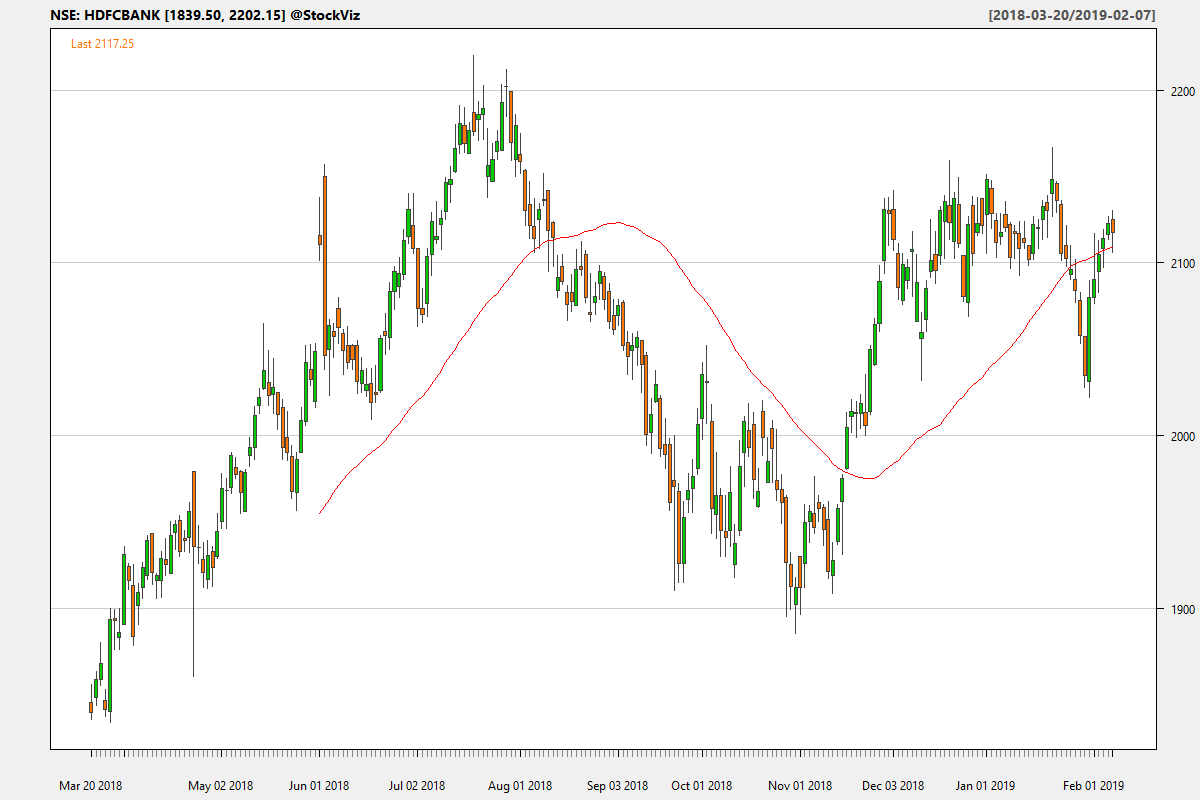 NSE: HDFCBANK [1839.50, 2202.15] @StockViz [2018-03-20/2019-02-07]
Last 2117.25
2200
2100
2000
1900
Mar 20 2018 May 02 2018 Jun 01 2018 Jul 02 2018 Aug 01 2018 Sep 03 2018 Oct 01 2018 Nov 01 2018 Dec 03 2018 Jan 01 2019 Feb 01 2019